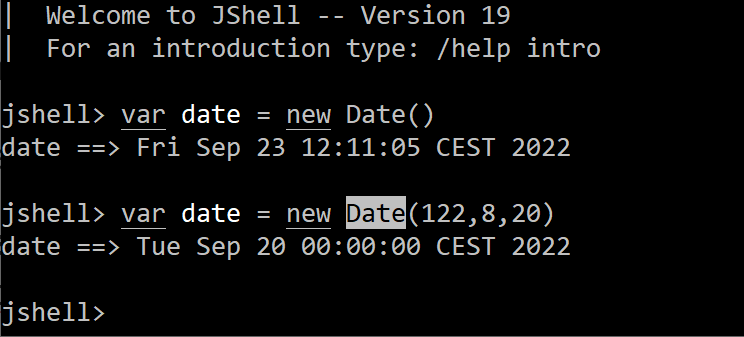 |  Welcome to JShell -- Version 19
|  For an introduction type: /help intro
jshell> var date = new Date()
date ==> Fri Sep 23 12:11:05 CEST 2022
jshell> var date = new Date(122,8,20)
date ==> Tue Sep 20 00:00:00 CEST 2022
jshell>